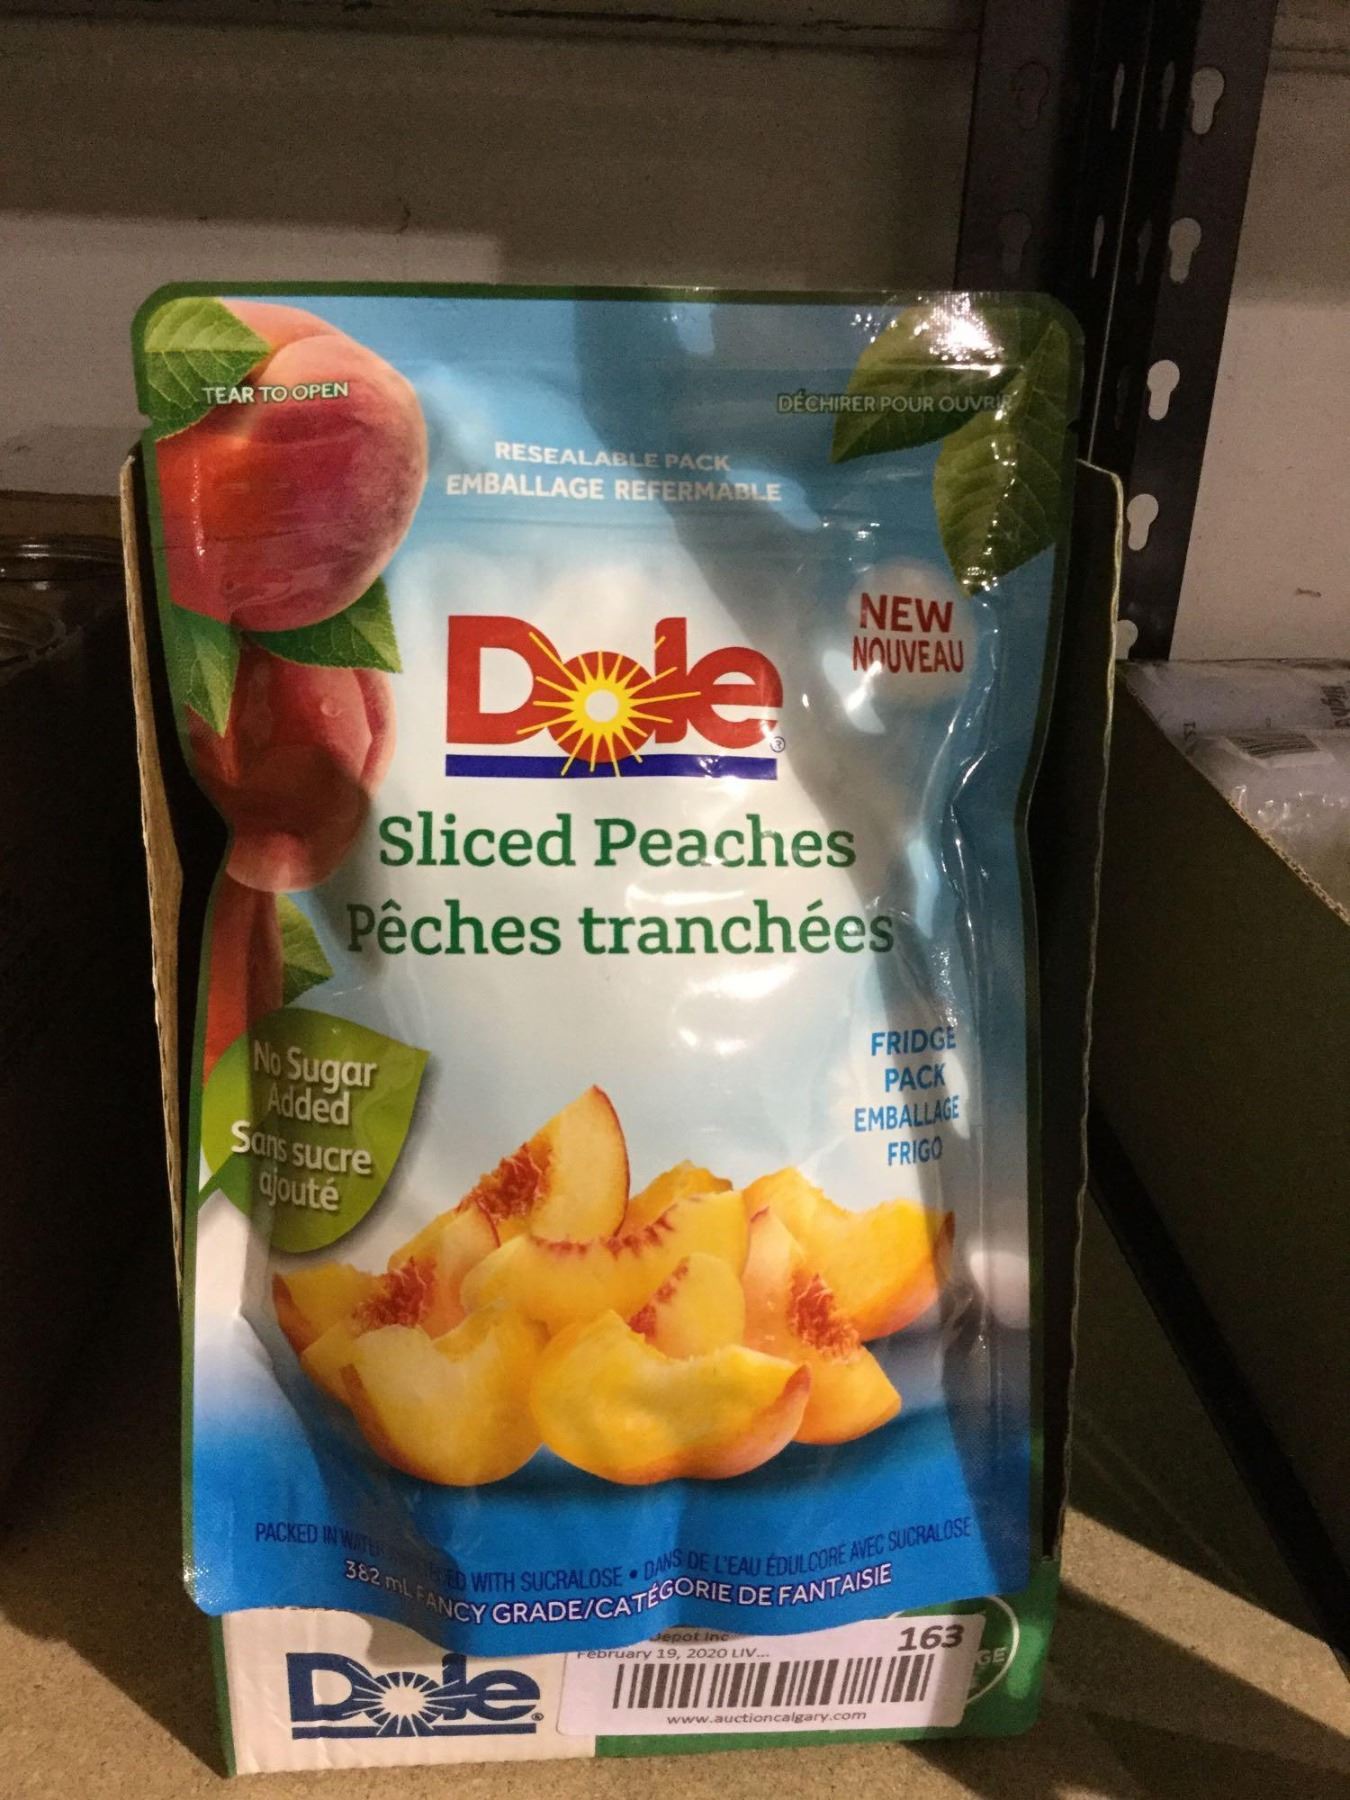 TEAR TO OPEN
DÉCHIRER POUR OUVRIR
RESEALABLE PACK
EMBALLAGE REFERMABLE
NEW
NOUVEAU
Dole
Sliced Peaches
Pêches tranchées
FRIDGE
PACK
EMBALLAGE
FRIGO
No Sugar
Added
Sans sucre
ajouté
PACKED IN WATER WITH SUCRALOSE • DANS DE L'EAU ÉDULCORÉ AVEC SUCRALOSE
382 mL FANCY GRADE/CATÉGORIE DE FANTAISIE
Dole
Depot Inc
February 19, 2020 LIV...
163
www.auctioncalgary.com